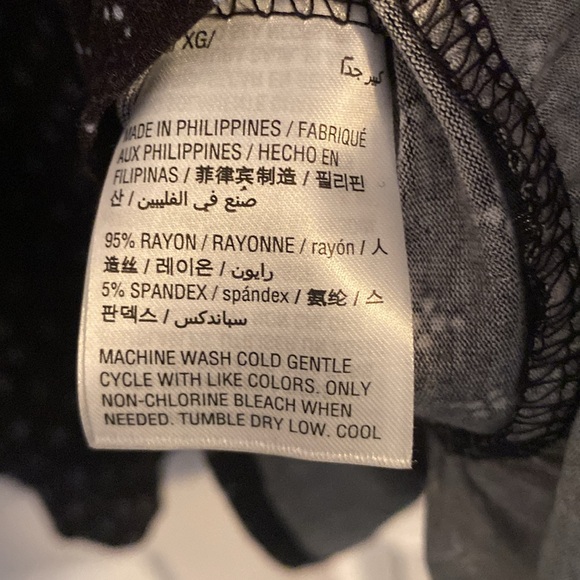 XG/
كبير جداً
MADE IN PHILIPPINES / FABRIQUÉ
AUX PHILIPPINES / HECHO EN
FILIPINAS / 菲律宾制造 / 필리핀
산 / صُنع في الفليبين
95% RAYON / RAYONNE / rayón / 人
造丝 / 레이온 / رايون
5% SPANDEX / spándex / 氨纶 / 스
판덱스 / سباندكس
MACHINE WASH COLD GENTLE
CYCLE WITH LIKE COLORS. ONLY
NON-CHLORINE BLEACH WHEN
NEEDED. TUMBLE DRY LOW. COOL